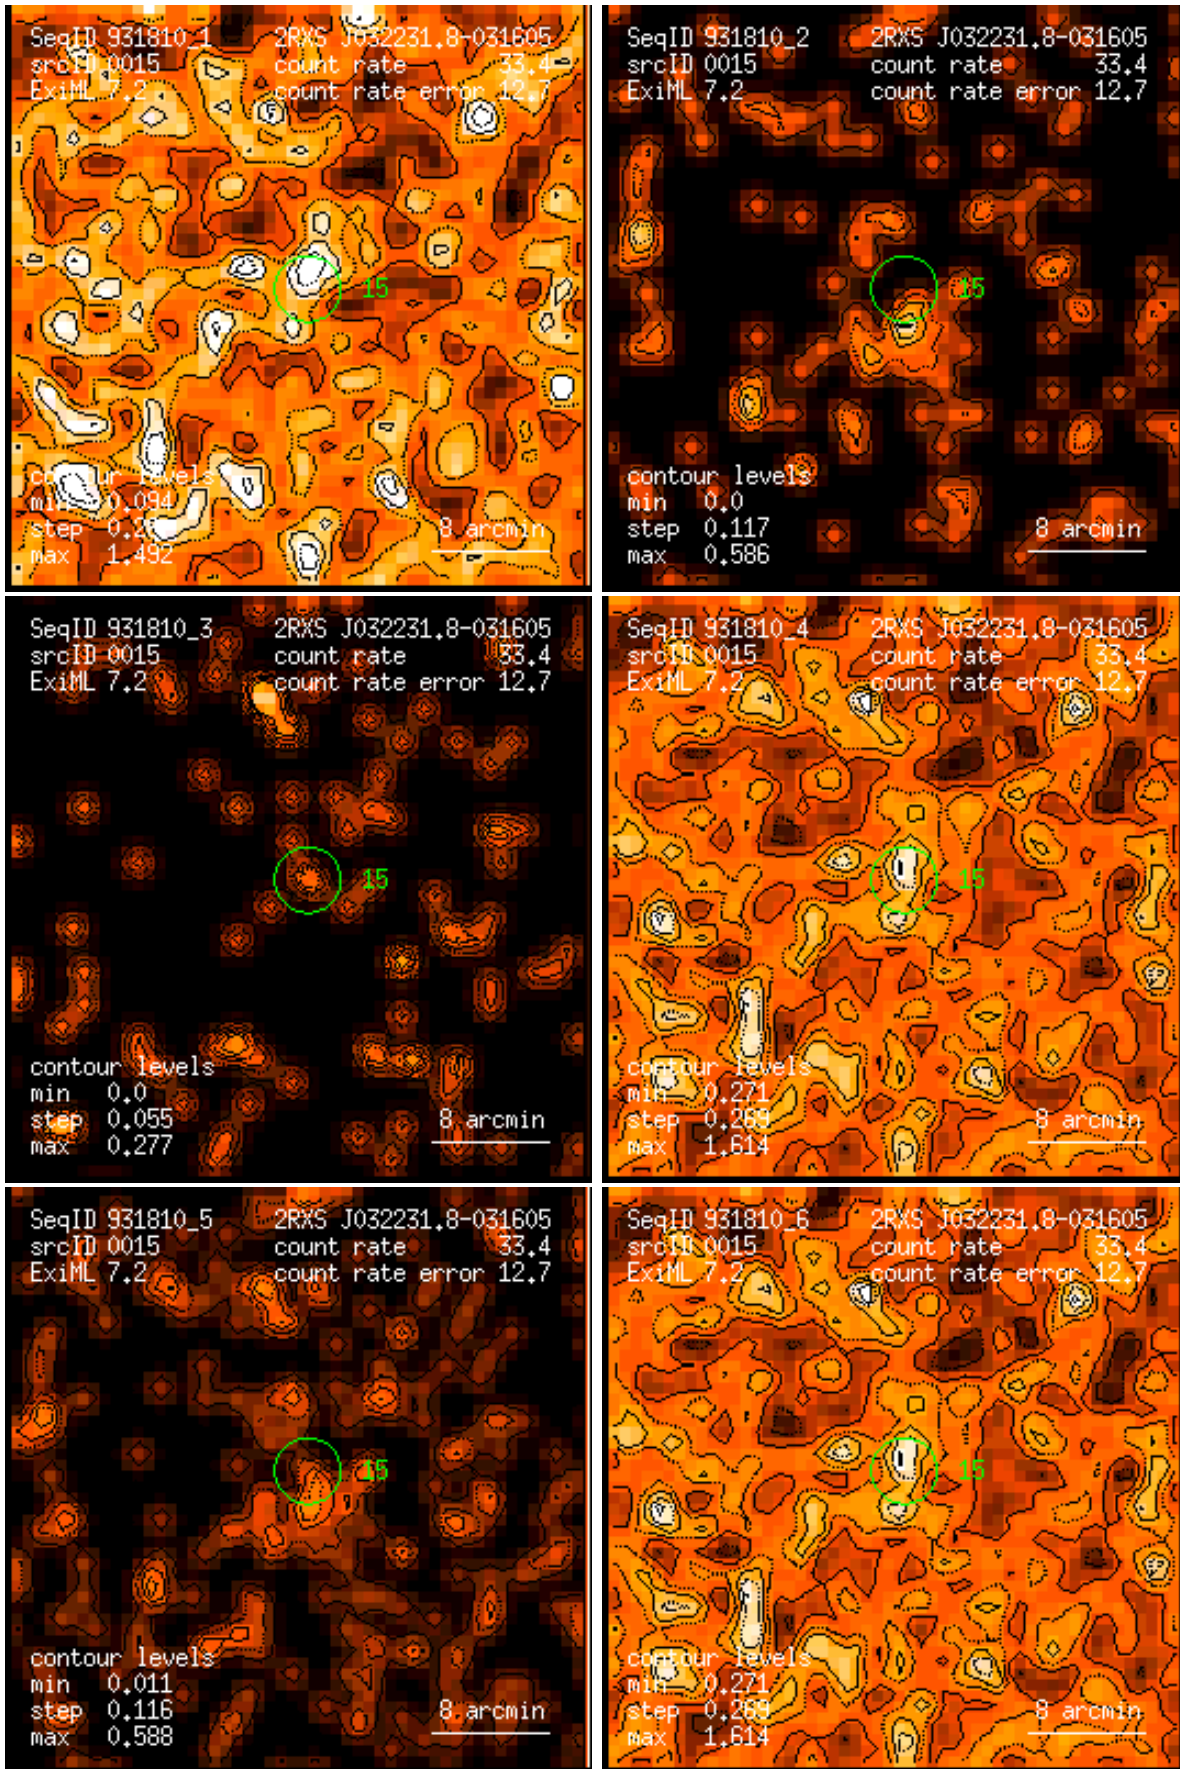 SeqID 931810_1 2RXS J032231.8-031605
srcID 0015 count rate 33.4
ExiML 7.2 count rate error 12.7
15
contour levels
min 0.094
step
max 1.492
8 arcmin
SeqID 931810_2 2RXS J032231.8-031605
srcID 0015 count rate 33.4
ExiML 7.2 count rate error 12.7
15
contour levels
min 0.0
step 0.117
max 0.586
8 arcmin
SeqID 931810_3 2RXS J032231.8-031605
srcID 0015 count rate 33.4
ExiML 7.2 count rate error 12.7
15
contour levels
min 0.0
step 0.055
max 0.277
8 arcmin
SeqID 931810_4 2RXS J032231.8-031605
srcID 0015 count rate 33.4
ExiML 7.2 count rate error 12.7
15
contour levels
min 0.271
step 0.269
max 1.614
8 arcmin
SeqID 931810_5 2RXS J032231.8-031605
srcID 0015 count rate 33.4
ExiML 7.2 count rate error 12.7
15
contour levels
min 0.011
step 0.116
max 0.588
8 arcmin
SeqID 931810_6 2RXS J032231.8-031605
srcID 0015 count rate 33.4
ExiML 7.2 count rate error 12.7
15
contour levels
min 0.271
step 0.269
max 1.614
8 arcmin